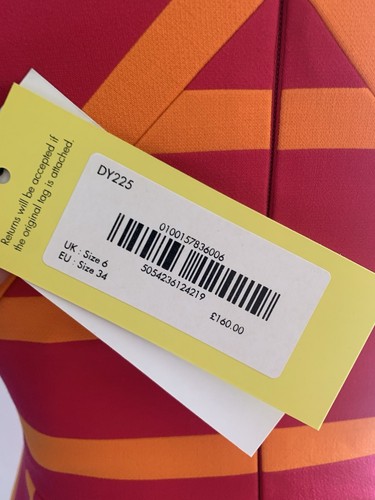 Returns will be accepted if
the original tag is attached.
DY225
0100157836006
5054236124219
UK : Size 6
EU : Size 34
£160.00